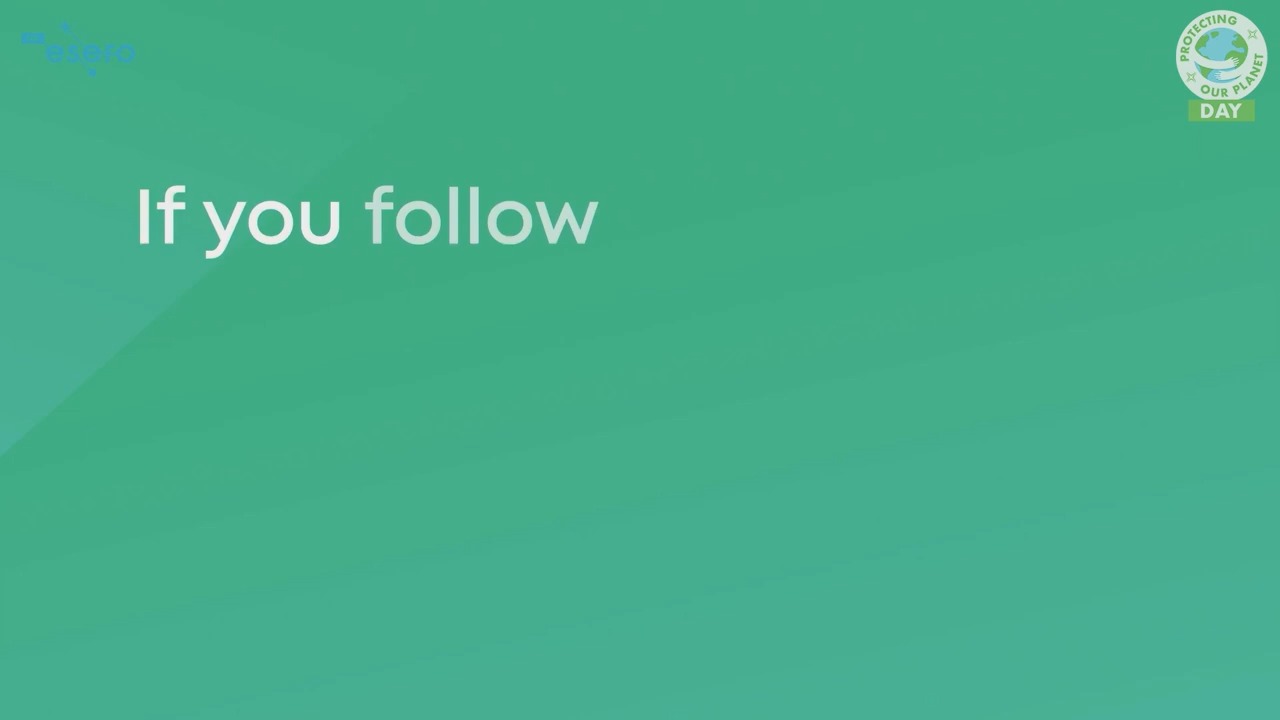 esero
PROTECTING
OUR PLANET
DAY
If you follow